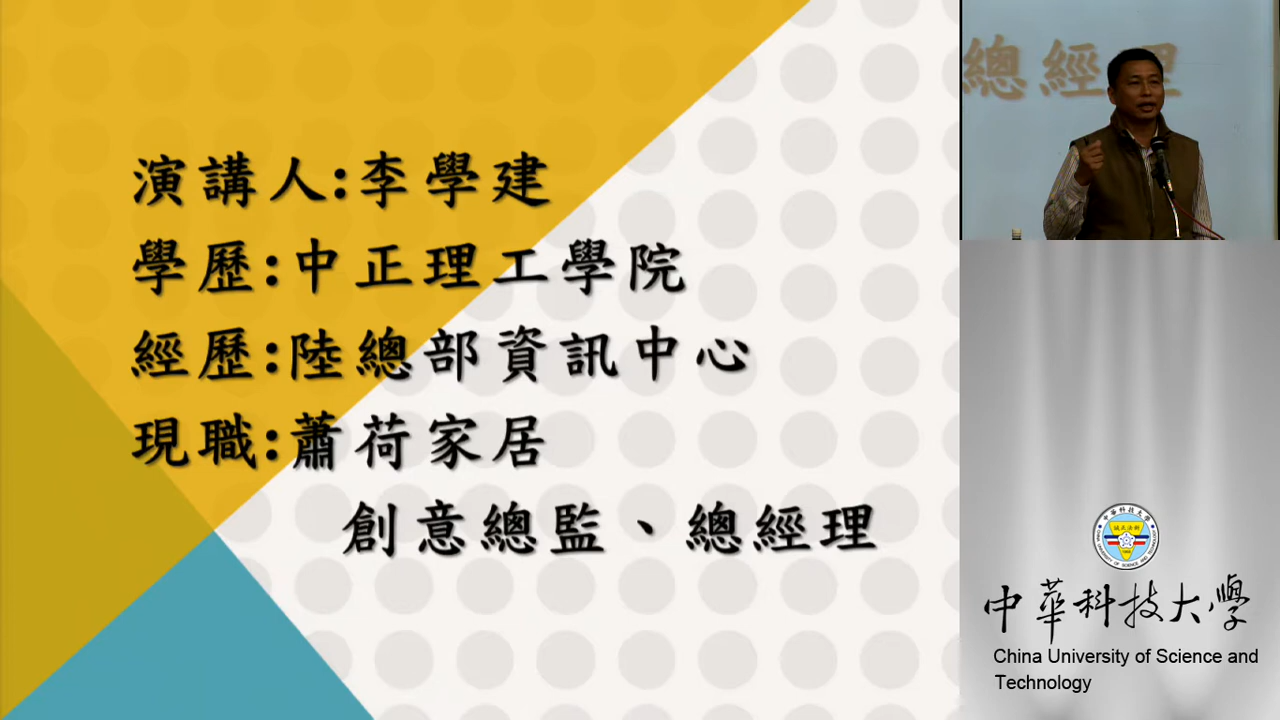 演講人:李學建
學歷:中正理工學院
經歷:陸總部資訊中心
現職:蕭荷家居
創意總監、總經理
總經理
中華科技大學
China University of Science and
Technology